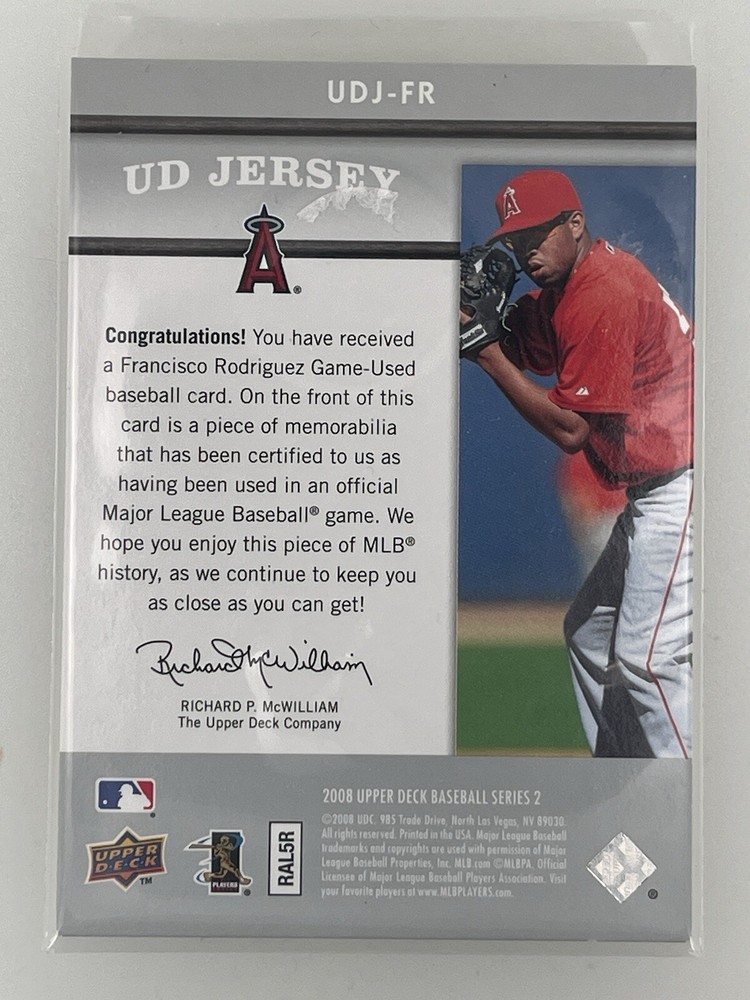 UDJ-FR
UD JERSEY
A®
Congratulations! You have received
a Francisco Rodriguez Game-Used
baseball card. On the front of this
card is a piece of memorabilia
that has been certified to us as
having been used in an official
Major League Baseball® game. We
hope you enjoy this piece of MLB®
history, as we continue to keep you
as close as you can get!
Richard McWilliam
RICHARD P. McWILLIAM
The Upper Deck Company
2008 UPPER DECK BASEBALL SERIES 2
©2008 UDC. 985 Trade Drive, North Las Vegas, NV 89030.
All rights reserved. Printed in the USA. Major League Baseball
trademarks and copyrights are used with permission of Major
League Baseball Properties, Inc. MLB.com ©MLBPA, Official
Licensee of Major League Baseball Players Association. Visit
your favorite players at www.MLBPLAYERS.com.
UPPER
D·E·C·K
TM
PLAYERS
RAL5R
®